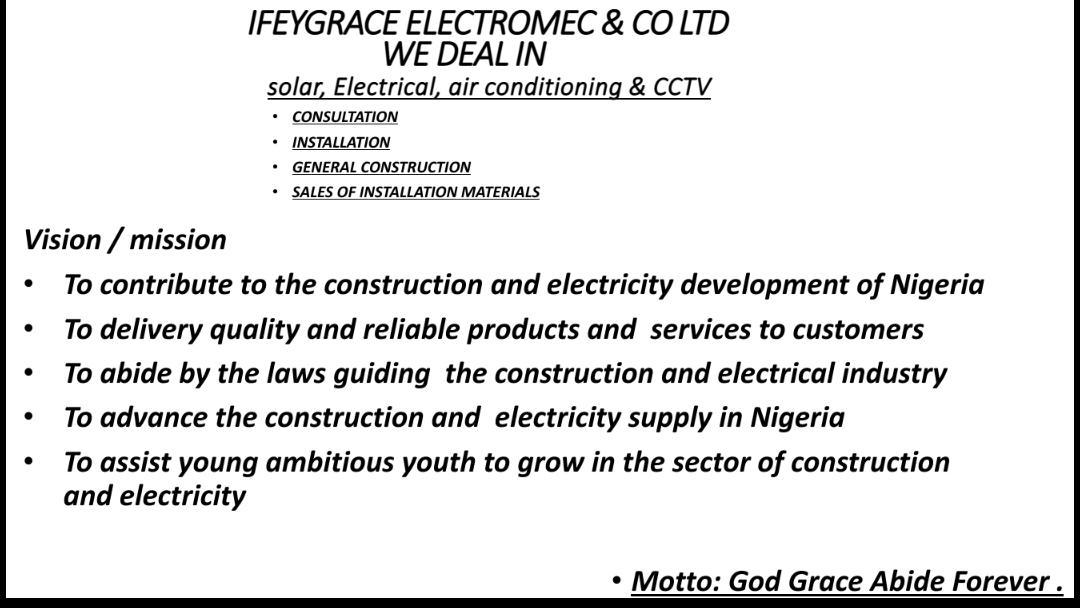 IFEYGRACE ELECTROMEC & CO LTD
WE DEAL IN
solar, Electrical, air conditioning & CCTV
• CONSULTATION
• INSTALLATION
• GENERAL CONSTRUCTION
• SALES OF INSTALLATION MATERIALS
Vision / mission
• To contribute to the construction and electricity development of Nigeria
• To delivery quality and reliable products and  services to customers
• To abide by the laws guiding  the construction and electrical industry
• To advance the construction and  electricity supply in Nigeria
• To assist young ambitious youth to grow in the sector of construction
and electricity
• Motto: God Grace Abide Forever .